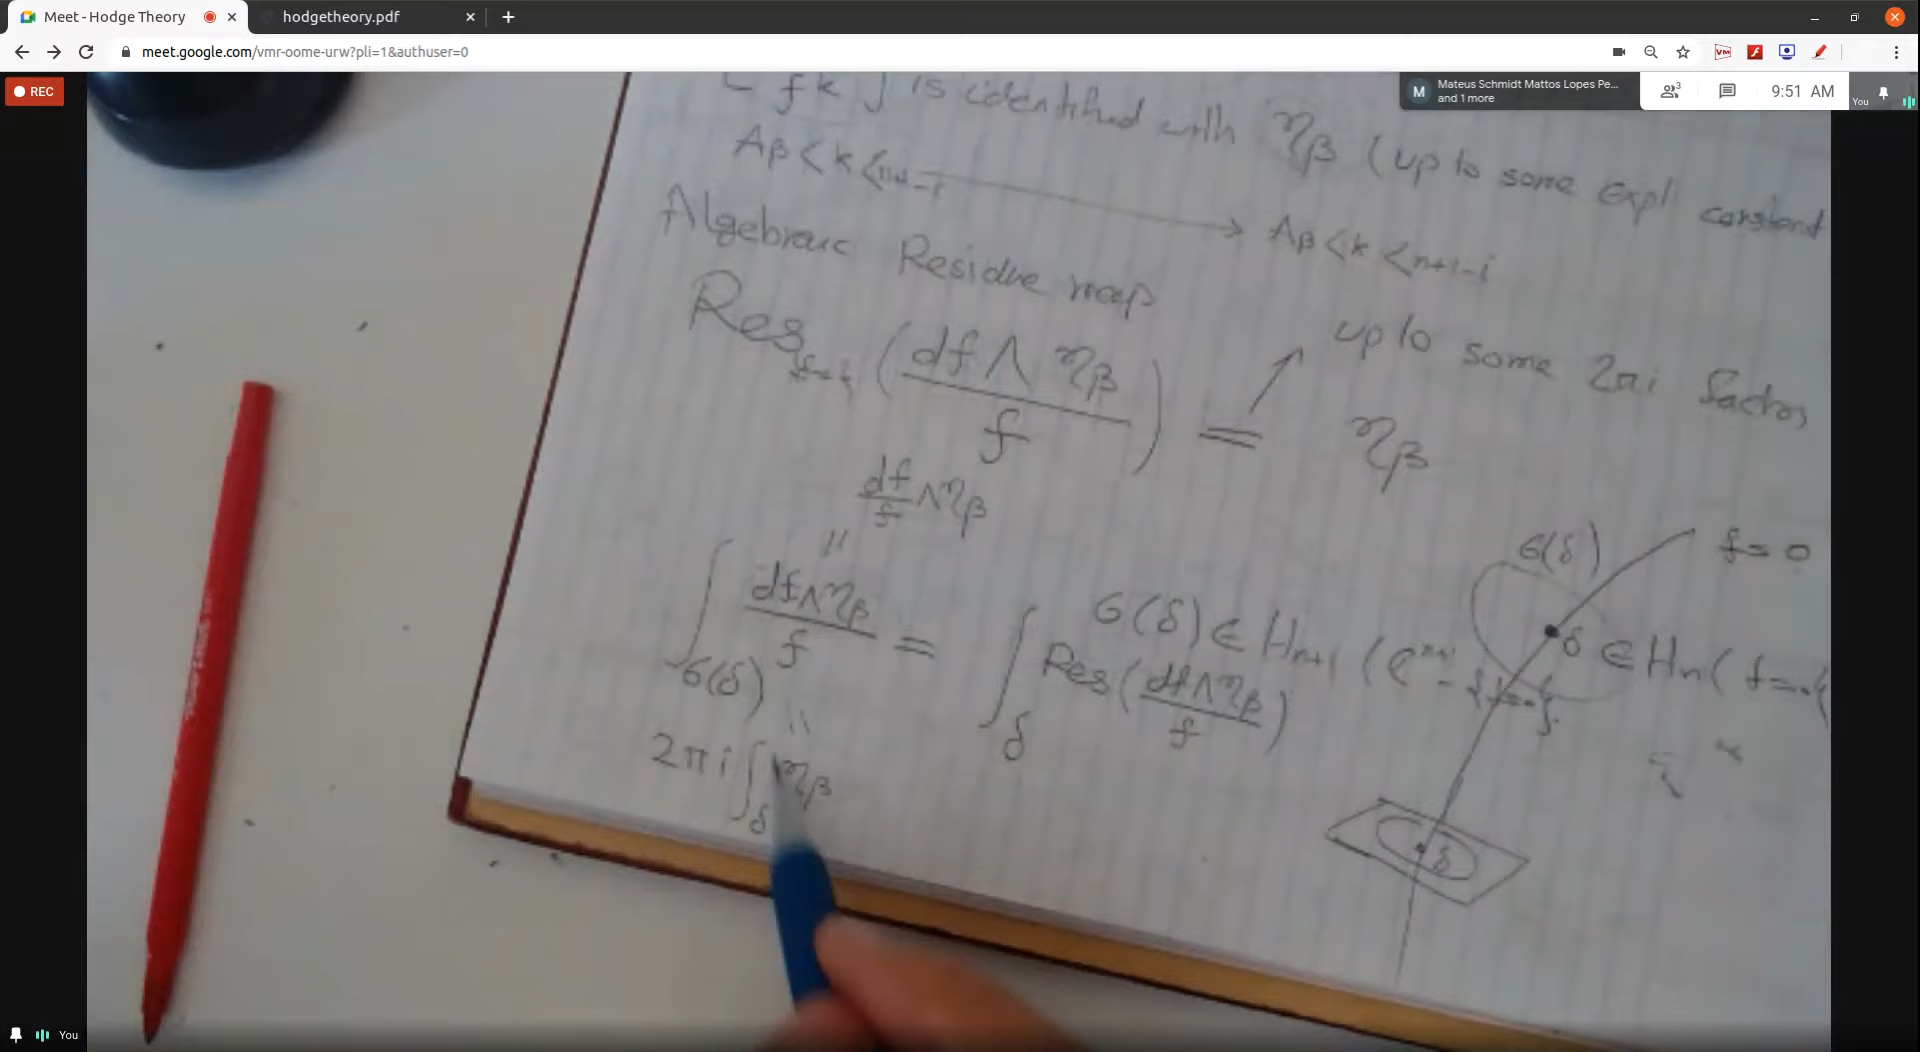 Meet - Hodge Theory
hodgetheory.pdf
meet.google.com/vmr-oome-urw?pli=1&authuser=0
REC
M Mateus Schmidt Mattos Lopes Pe...
and 1 more
3
9:51 AM
You
is identified with η_β (up to some constant
A_β < k < n+1-i → A_β < k < n+1-i
Algebraic Residue map
Res ( df ∧ η_β / f ) = η_β
up to some 2πi factor
df/f ∧ η_β
"
∫_{σ(δ)} df∧η_β / f = ∫_δ Res( df∧η_β / f )
"
2πi ∫_δ η_β
σ(δ) f=0
σ(δ) ∈ H_{n+1}
δ ∈ H_n(
δ
You